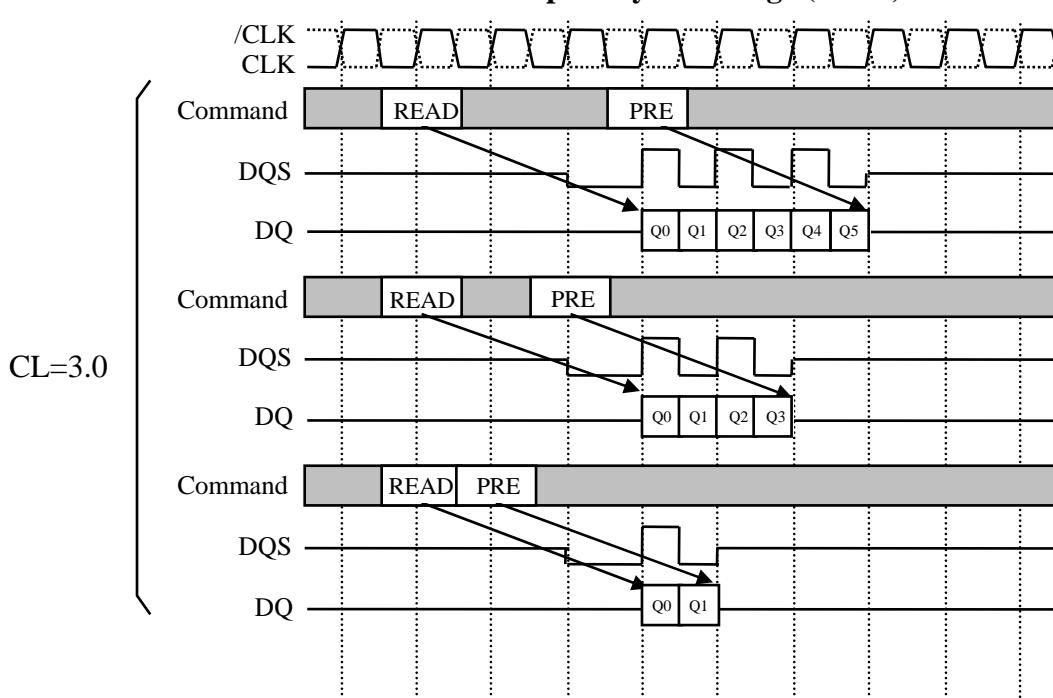 /CLK
CLK
Command READ PRE
DQS
DQ Q0 Q1 Q2 Q3 Q4 Q5
Command READ PRE
DQS
CL=3.0
DQ Q0 Q1 Q2 Q3
Command READ PRE
DQS
DQ Q0 Q1